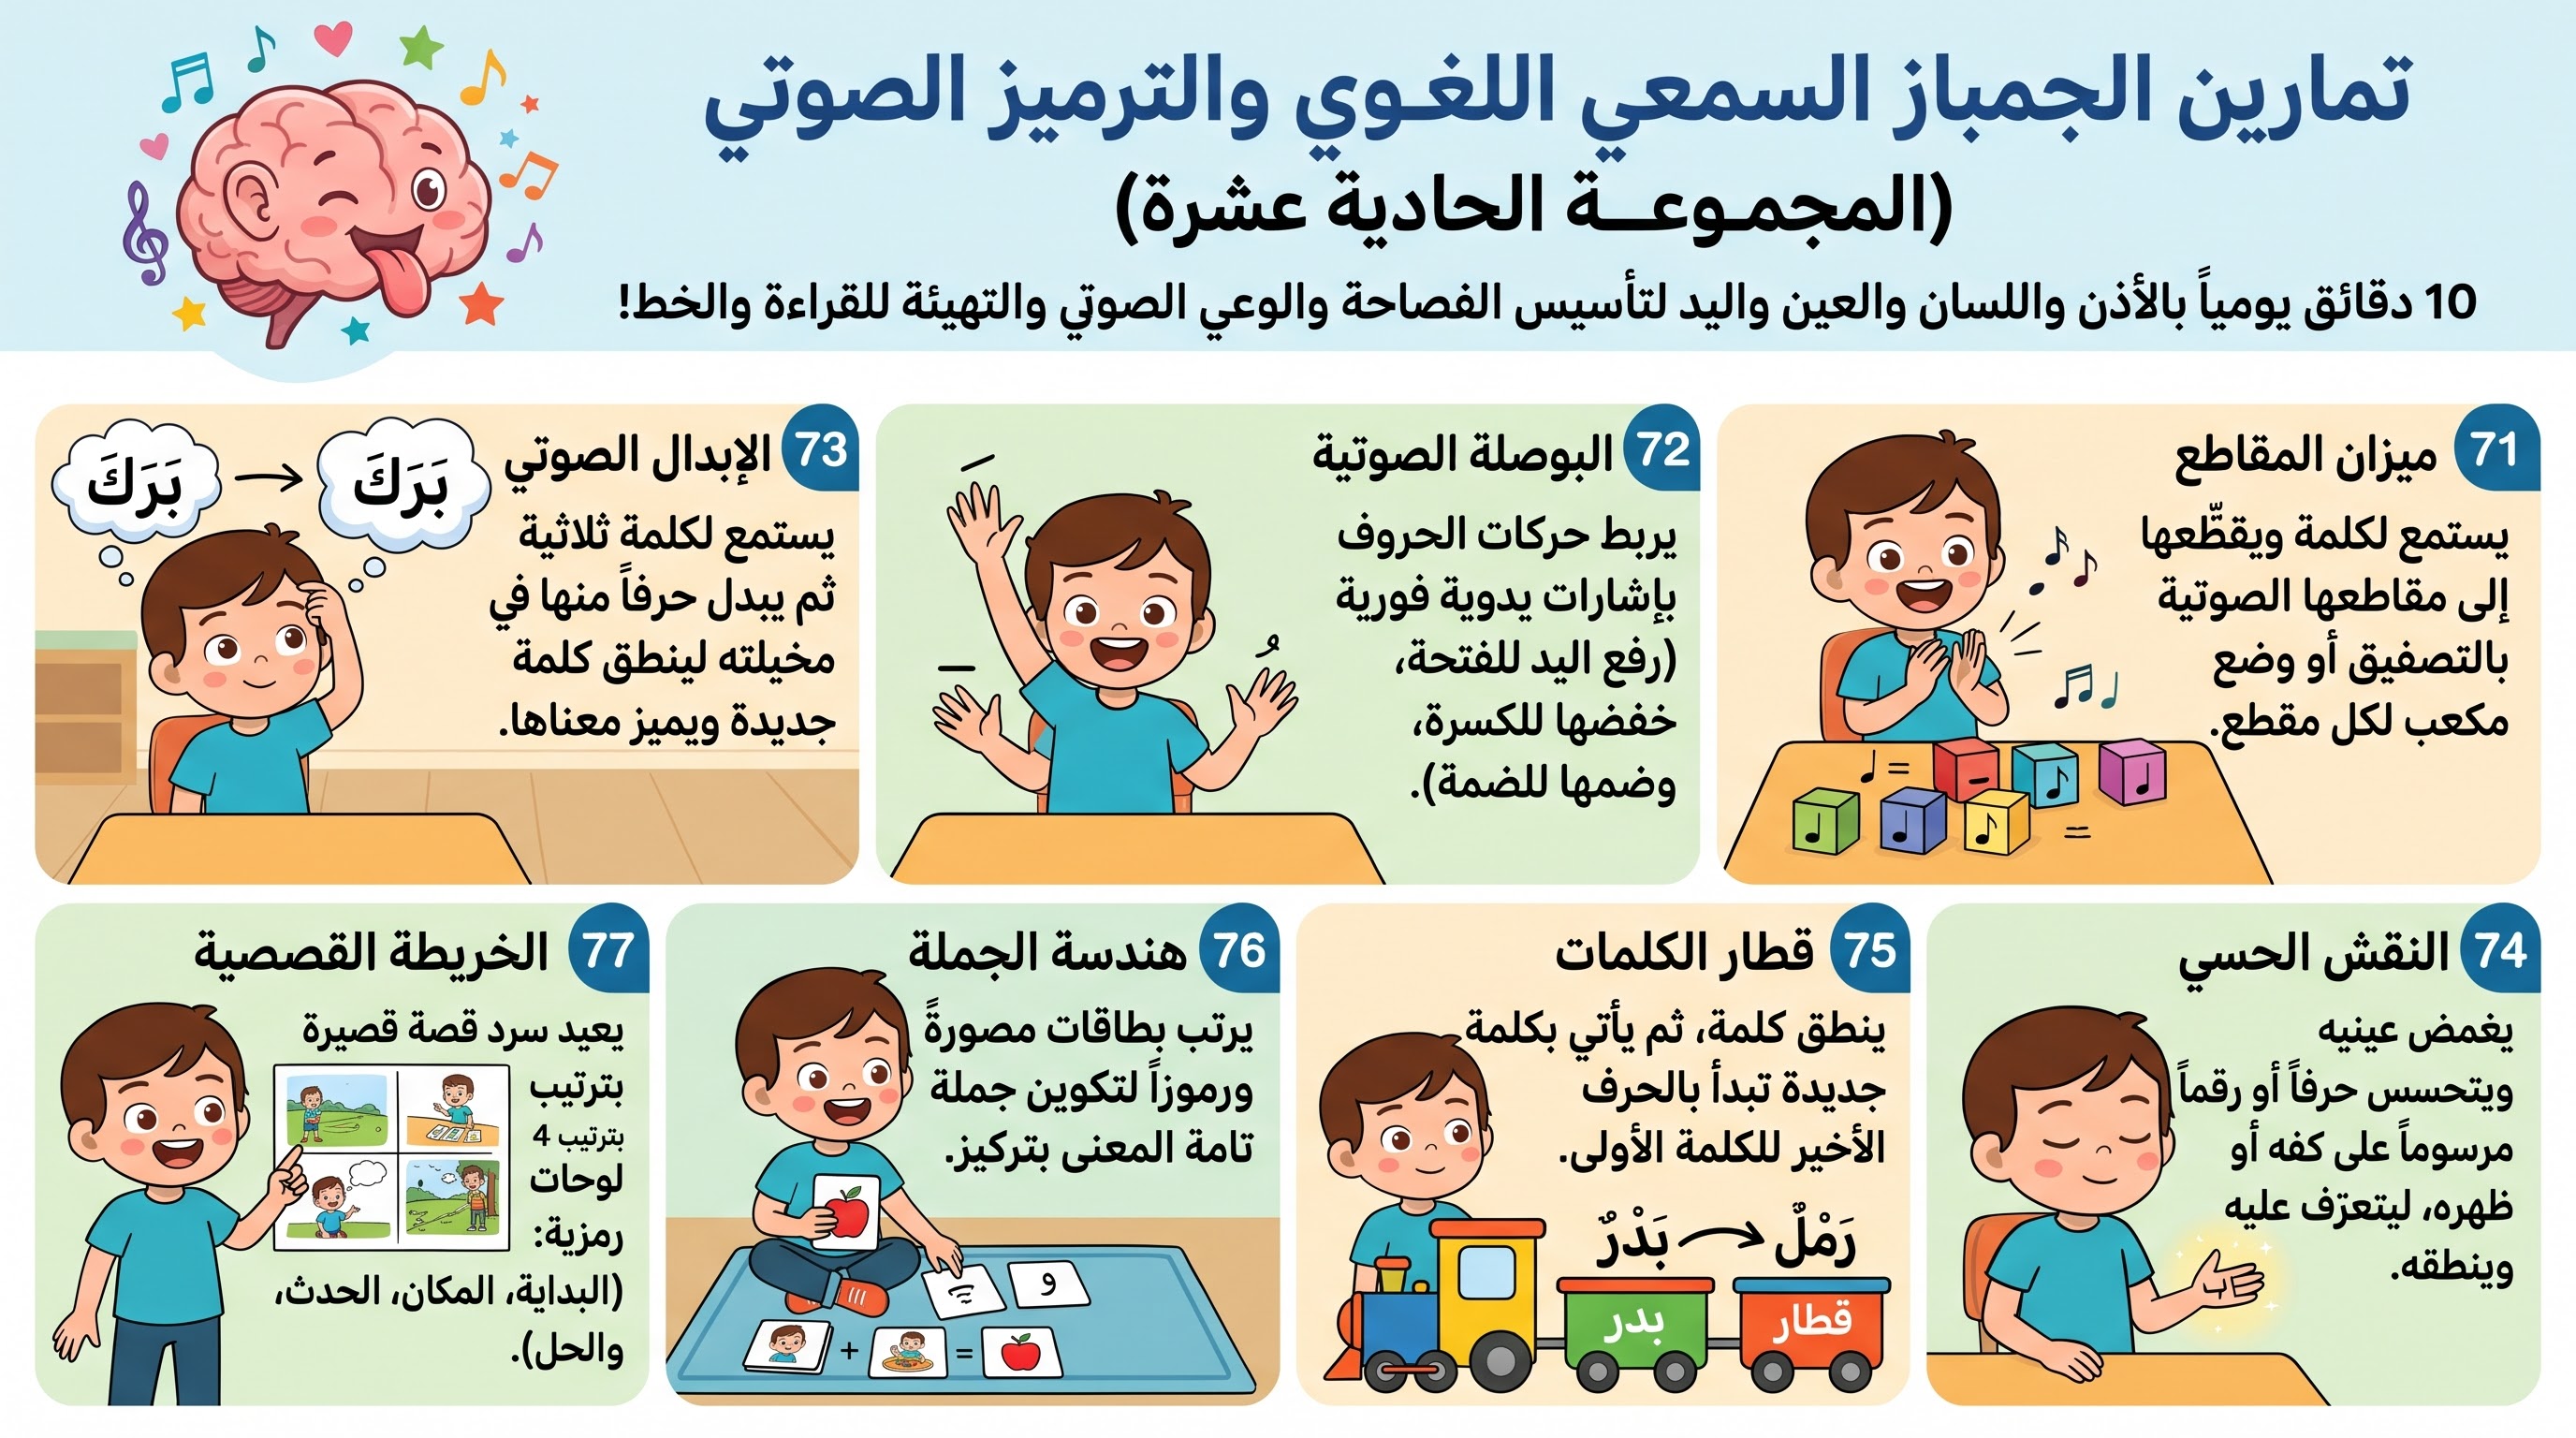 تمارين الجمباز السمعي اللغوي والترميز الصوتي
(المجموعة الحادية عشرة)
10 دقائق يومياً بالأذن واللسان والعين واليد لتأسيس الفصاحة والوعي الصوتي والتهيئة للقراءة والخط!
71
ميزان المقاطع
يستمع لكلمة ويقطّعها
إلى مقاطعها الصوتية
بالتصفيق أو وضع
مكعب لكل مقطع.
=
=
72
البوصلة الصوتية
يربط حركات الحروف
بإشارات يدوية فورية
(رفع اليد للفتحة،
خفضها للكسرة،
وضمها للضمة).
73
الإبدال الصوتي
يستمع لكلمة ثلاثية
ثم يبدل حرفاً منها في
مخيلته لينطق كلمة
جديدة ويميز معناها.
بَرَكَ → بَرَكَ
74
النقش الحسي
يغمض عينيه
ويتحسس حرفاً أو رقماً
مرسوماً على كفه أو
ظهره، ليتعرّف عليه
وينطقه.
75
قطار الكلمات
ينطق كلمة، ثم يأتي بكلمة
جديدة تبدأ بالحرف
الأخير للكلمة الأولى.
بَدْرٌ → رَمْلٌ
قطار
بدر
76
هندسة الجملة
يرتب بطاقات مصورةً
ورموزاً لتكوين جملة
تامة المعنى بتركيز.
و
+ =
77
الخريطة القصصية
يعيد سرد قصة قصيرة
بترتيب
بترتيب 4
لوحات
رمزية:
(البداية، المكان، الحدث،
والحل).